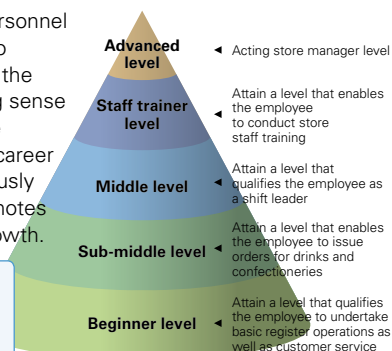 rsonnel
o
the
g sense
career
usly
notes
wth.
Advanced
level
Acting store manager level
Staff trainer
level
Attain a level that enables
the employee
to conduct store
staff training
Middle level
Attain a level that
qualifies the employee as
a shift leader
Sub-middle level
Attain a level that enables
the employee to issue
orders for drinks and
confectioneries
Beginner level
Attain a level that qualifies
the employee to undertake
basic register operations as
well as customer service